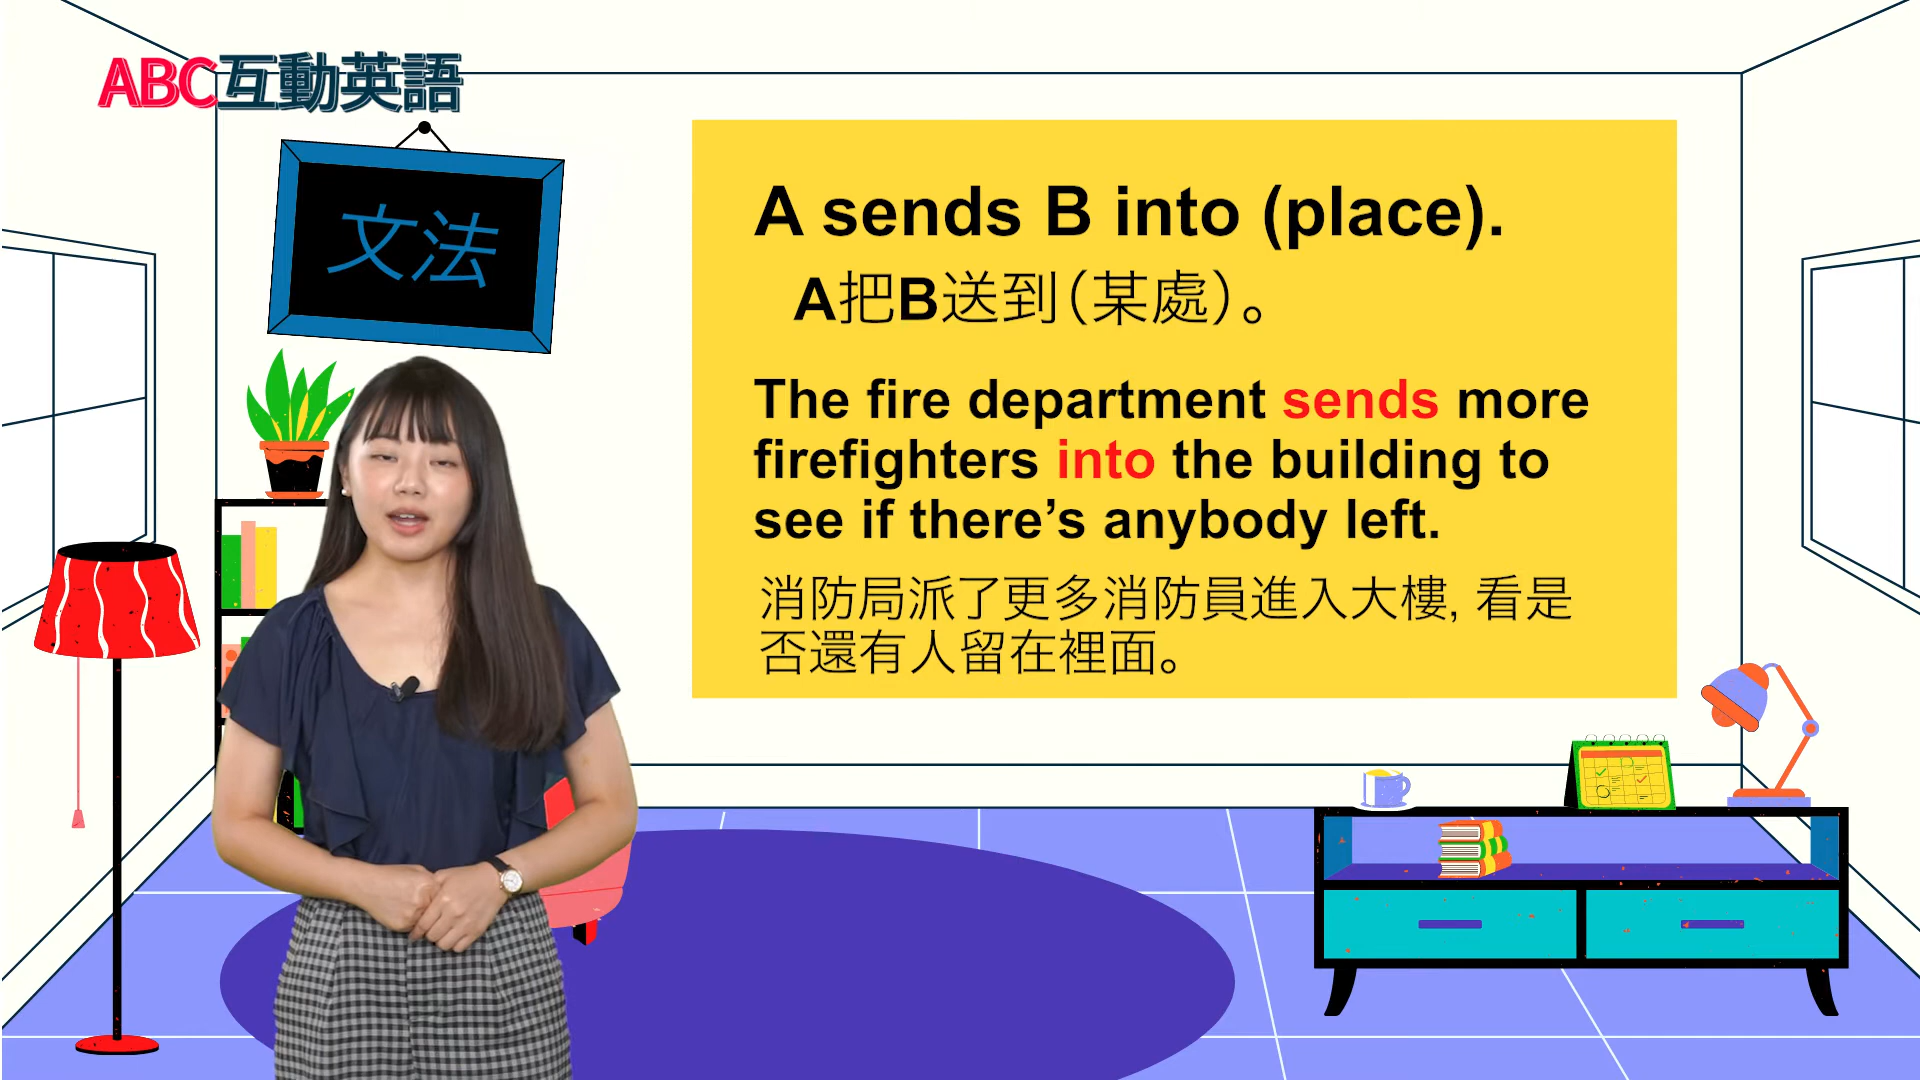 ABC互動英語
文法
A sends B into (place).
A把B送到(某處)。
The fire department sends more
firefighters into the building to
see if there’s anybody left.
消防局派了更多消防員進入大樓, 看是
否還有人留在裡面。